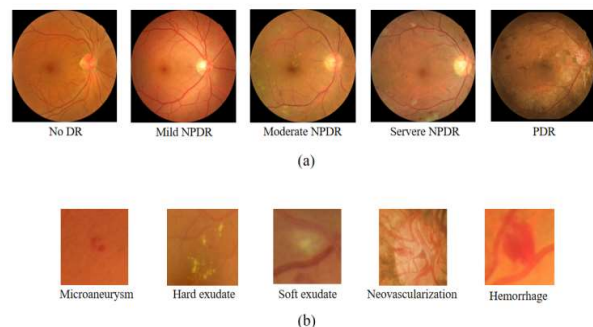 No DR Mild NPDR Moderate NPDR Servere NPDR PDR
(a)
Microaneurysm Hard exudate Soft exudate Neovascularization Hemorrhage
(b)